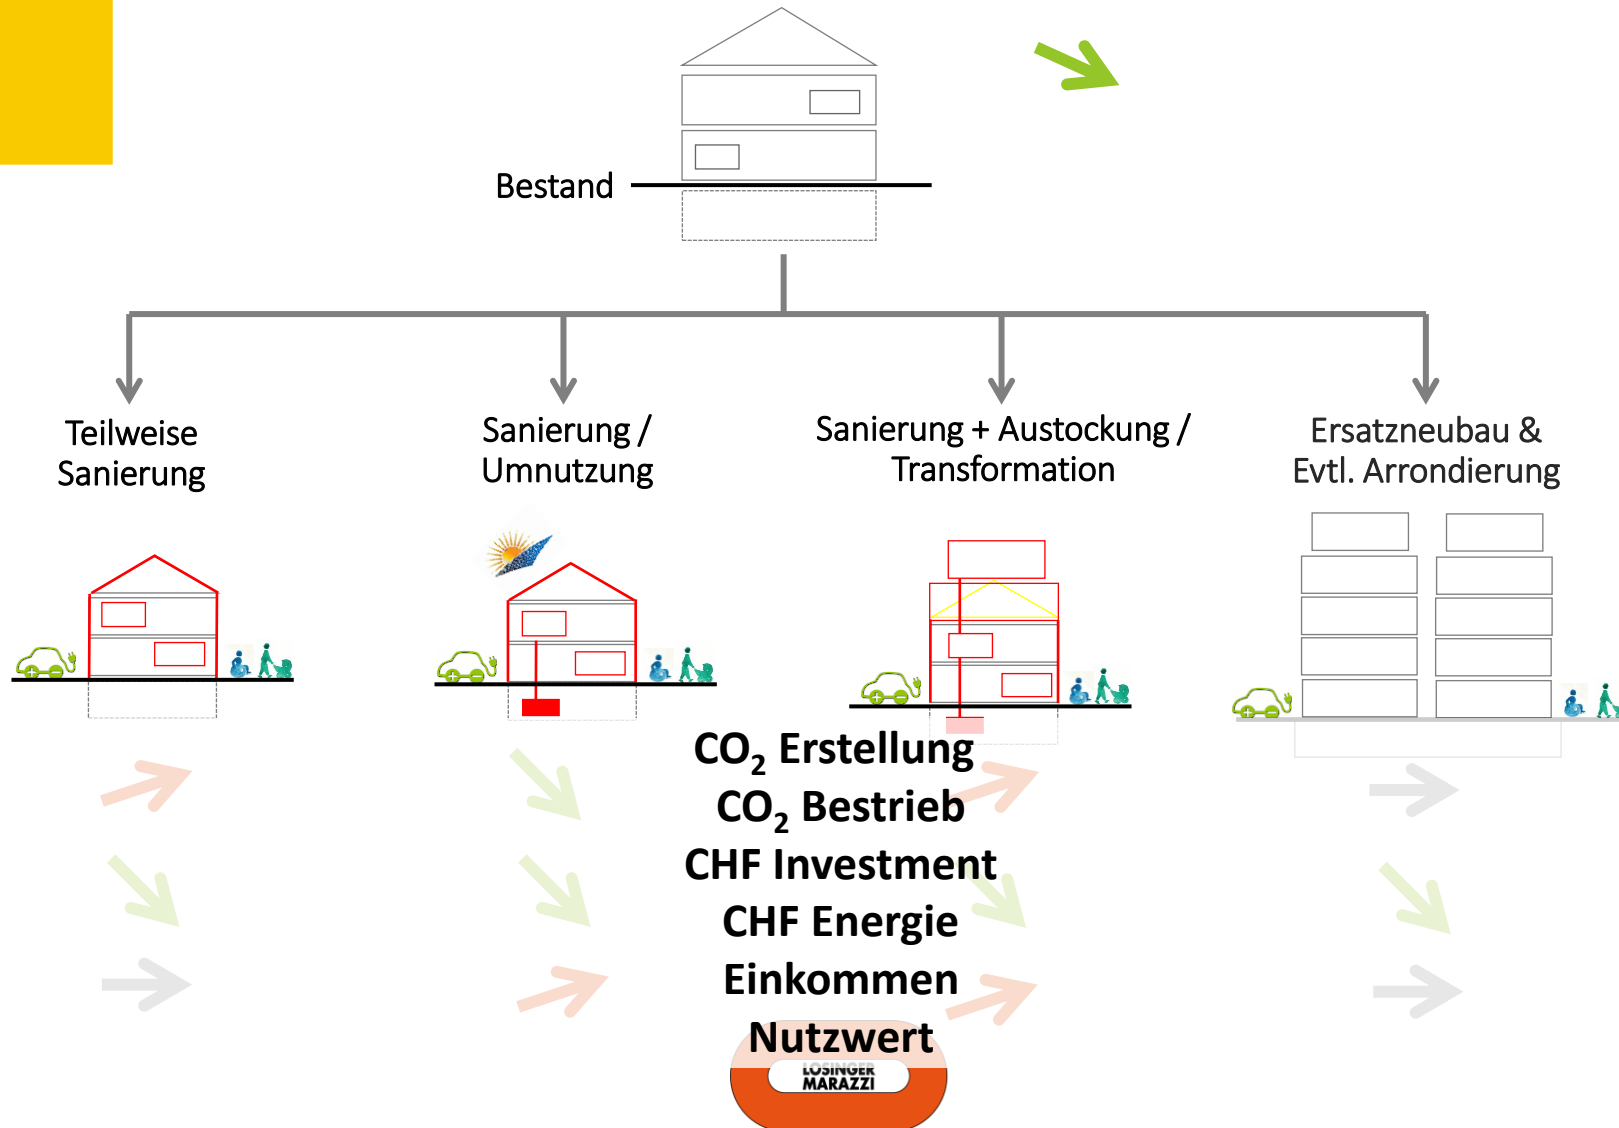 Bestand
Teilweise
Sanierung
Sanierung /
Umnutzung
Sanierung + Austockung /
Transformation
Ersatzneubau &
Evtl. Arrondierung
CO2 Erstellung
CO2 Bestrieb
CHF Investment
CHF Energie
Einkommen
Nutzwert
LOSINGER
MARAZZI